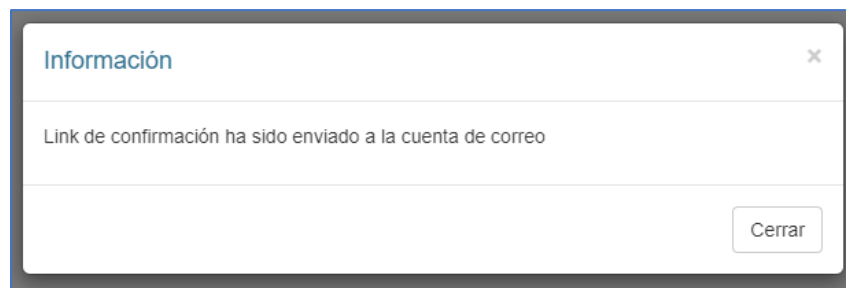 Información
×
Link de confirmación ha sido enviado a la cuenta de correo
Cerrar